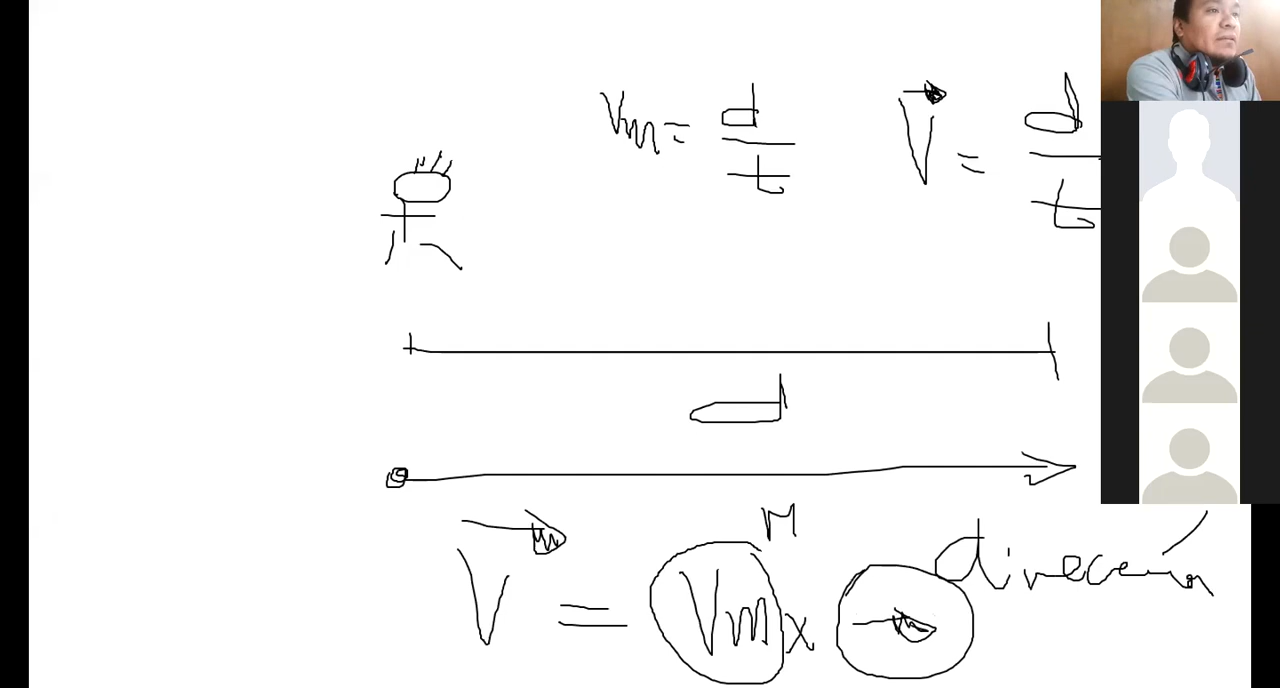 Vm = d/t
V⃗ = d/t
d
M
dirección
V⃗ = Vm x →